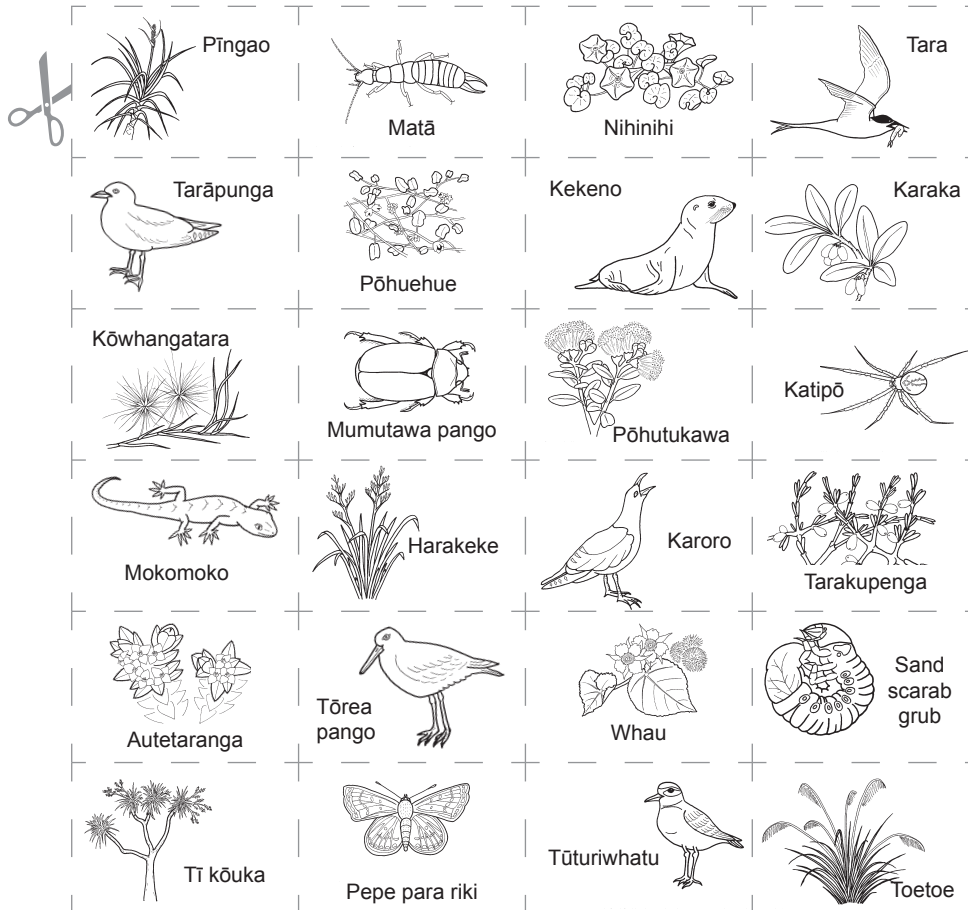 Pīngao
Matā
Nihinihi
Tara
Tarāpunga
Pōhuehue
Kekeno
Karaka
Kōwhangatara
Mumutawa pango
Pōhutukawa
Katipō
Mokomoko
Harakeke
Karoro
Tarakupenga
Autetaranga
Tōrea
pango
Whau
Sand
scarab
grub
Tī kōuka
Pepe para riki
Tūturiwhatu
Toetoe